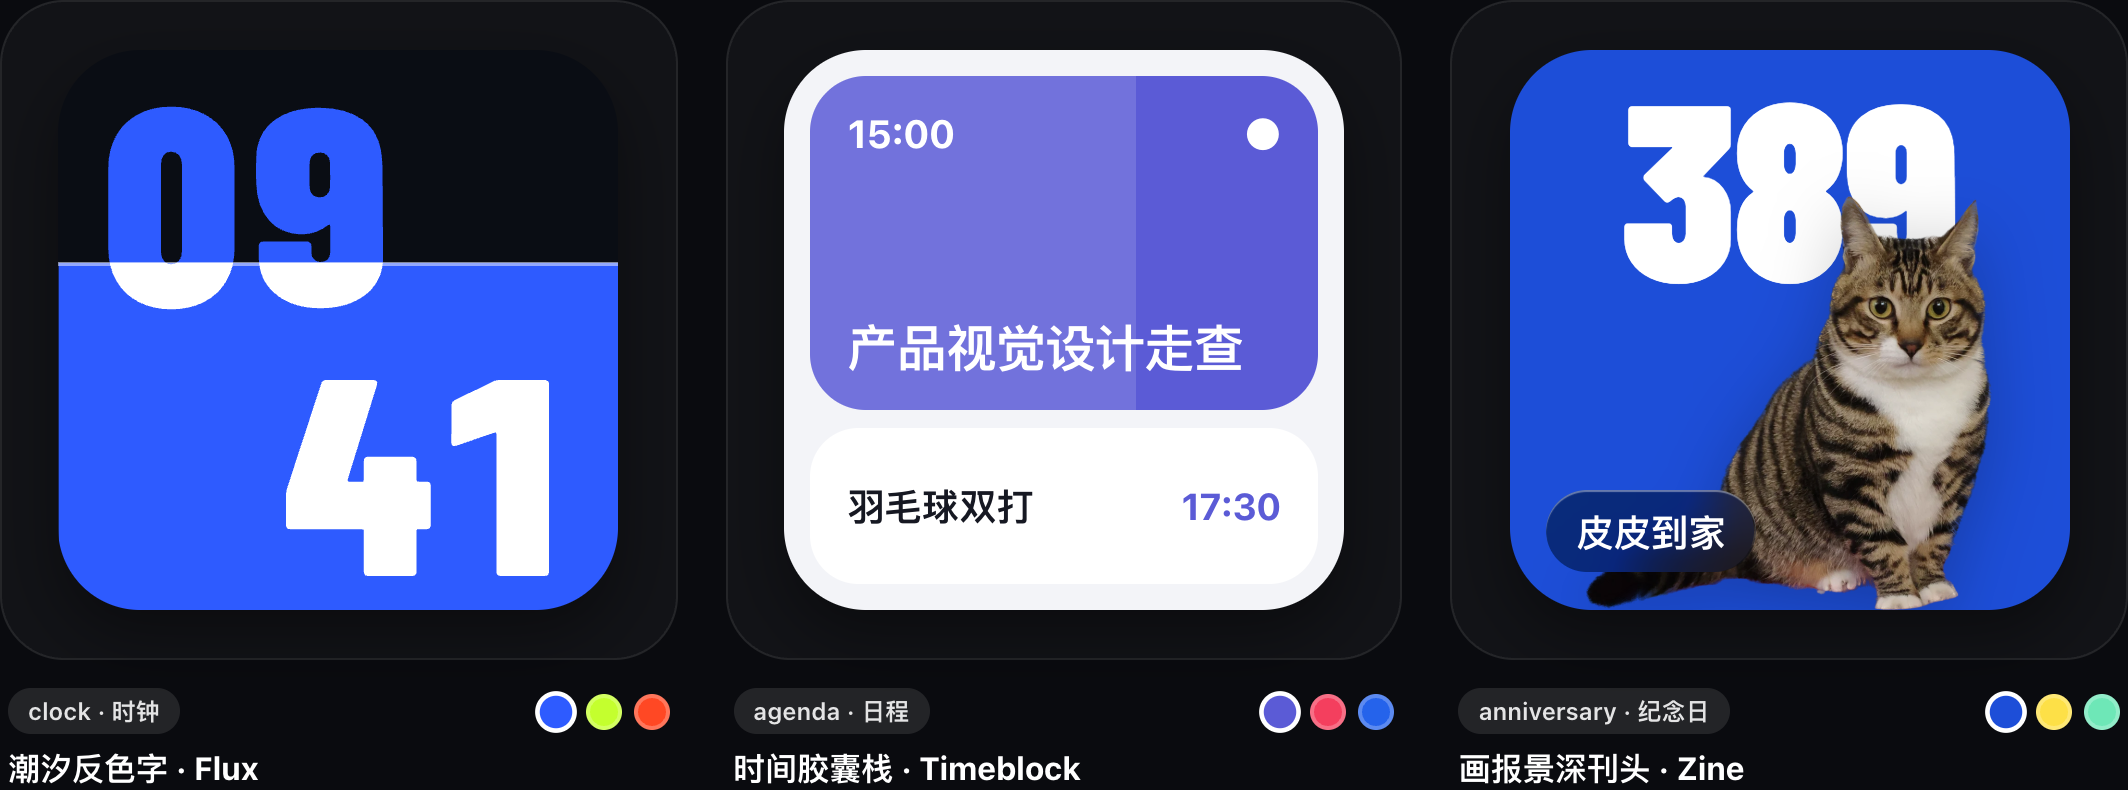 09
41
clock · 时钟
潮汐反色字 · Flux
15:00
产品视觉设计走查
羽毛球双打 17:30
agenda · 日程
时间胶囊栈 · Timeblock
389
皮皮到家
anniversary · 纪念日
画报景深刊头 · Zine